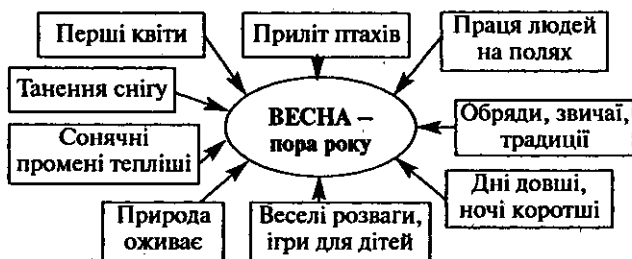 Перші квіти
Приліт птахів
Праця людей
на полях
Танення снігу
ВЕСНА –
пора року
Обряди, звичаї,
традиції
Сонячні
промені тепліші
Дні довші,
ночі коротші
Природа
оживає
Веселі розваги,
ігри для дітей